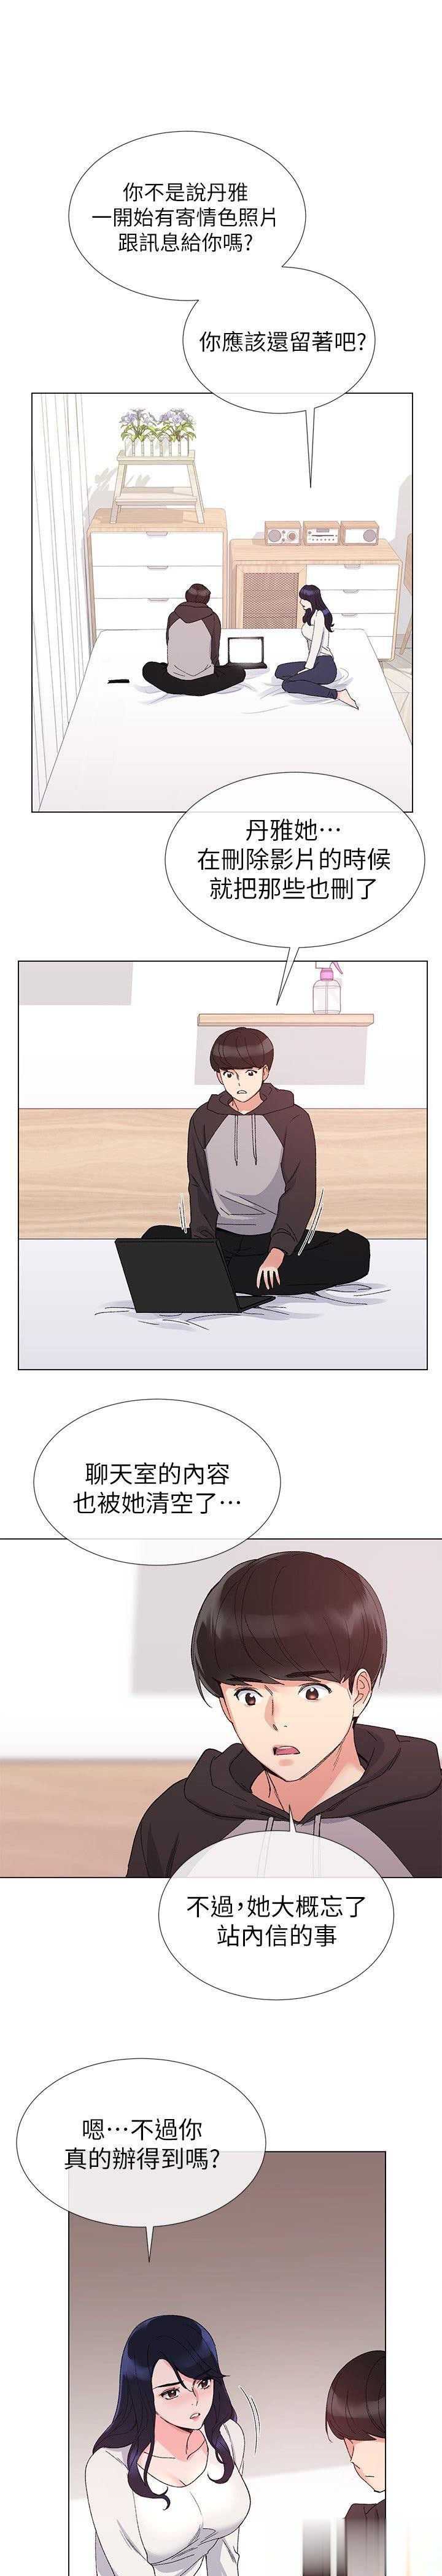 你不是說丹雅
一開始有寄情色照片
跟訊息給你嗎?
你應該還留著吧?
丹雅她⋯
在刪除影片的時候
就把那些也刪了
聊天室的內容
也被她清空了⋯
不過,她大概忘了
站內信的事
嗯⋯不過你
真的辦得到嗎?